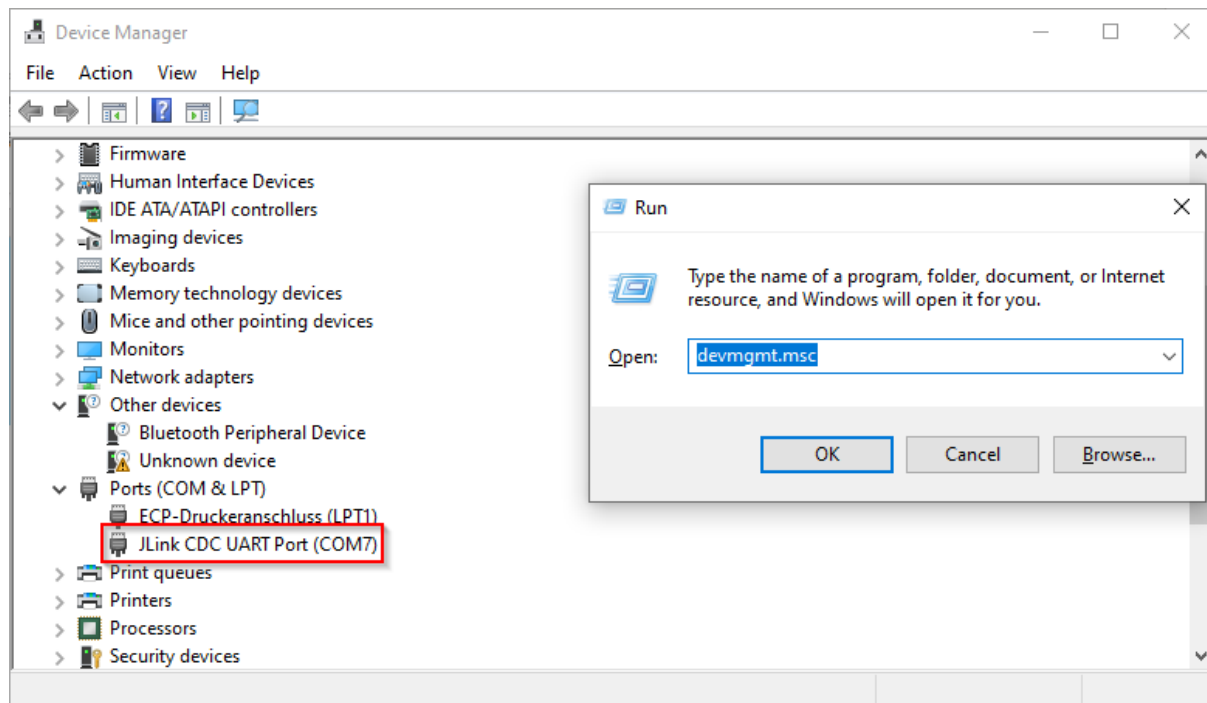 Device Manager
File Action View Help
Firmware
Human Interface Devices
IDE ATA/ATAPI controllers
Imaging devices
Keyboards
Memory technology devices
Mice and other pointing devices
Monitors
Network adapters
Other devices
Bluetooth Peripheral Device
Unknown device
Ports (COM & LPT)
ECP-Druckeranschluss (LPT1)
JLink CDC UART Port (COM7)
Print queues
Printers
Processors
Security devices
Run
Type the name of a program, folder, document, or Internet
resource, and Windows will open it for you.
Open: devmgmt.msc
OK Cancel Browse...